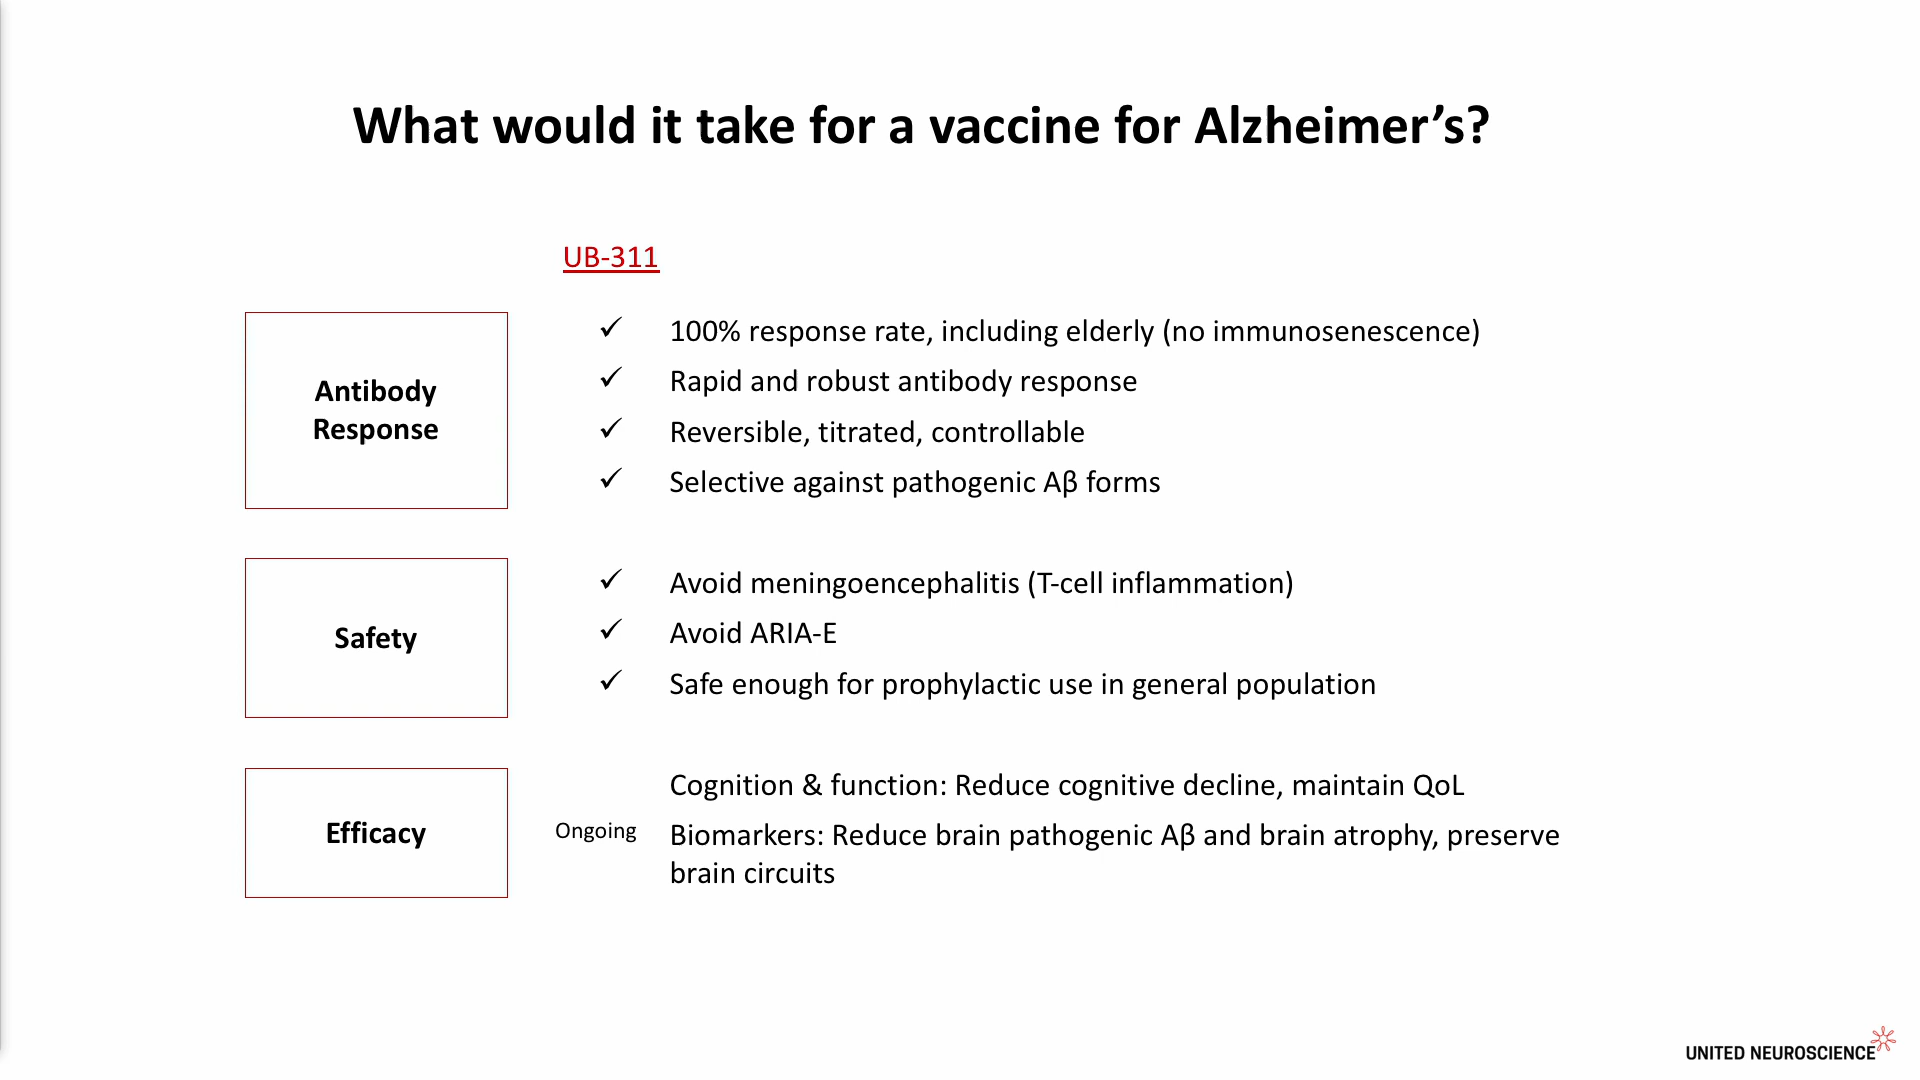 What would it take for a vaccine for Alzheimer’s?
UB-311
Antibody
Response
✓ 100% response rate, including elderly (no immunosenescence)
✓ Rapid and robust antibody response
✓ Reversible, titrated, controllable
✓ Selective against pathogenic Aβ forms
Safety
✓ Avoid meningoencephalitis (T-cell inflammation)
✓ Avoid ARIA-E
✓ Safe enough for prophylactic use in general population
Efficacy
Ongoing
Cognition & function: Reduce cognitive decline, maintain QoL
Biomarkers: Reduce brain pathogenic Aβ and brain atrophy, preserve
brain circuits
UNITED NEUROSCIENCE